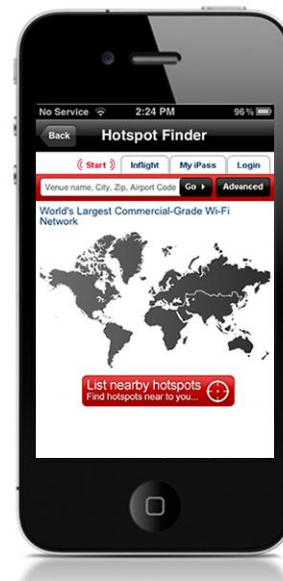 No Service 2:24 PM 96%
Back Hotspot Finder
Start Inflight My iPass Login
Venue name, City, Zip, Airport Code Go Advanced
World's Largest Commercial-Grade Wi-Fi
Network
List nearby hotspots
Find hotspots near to you...